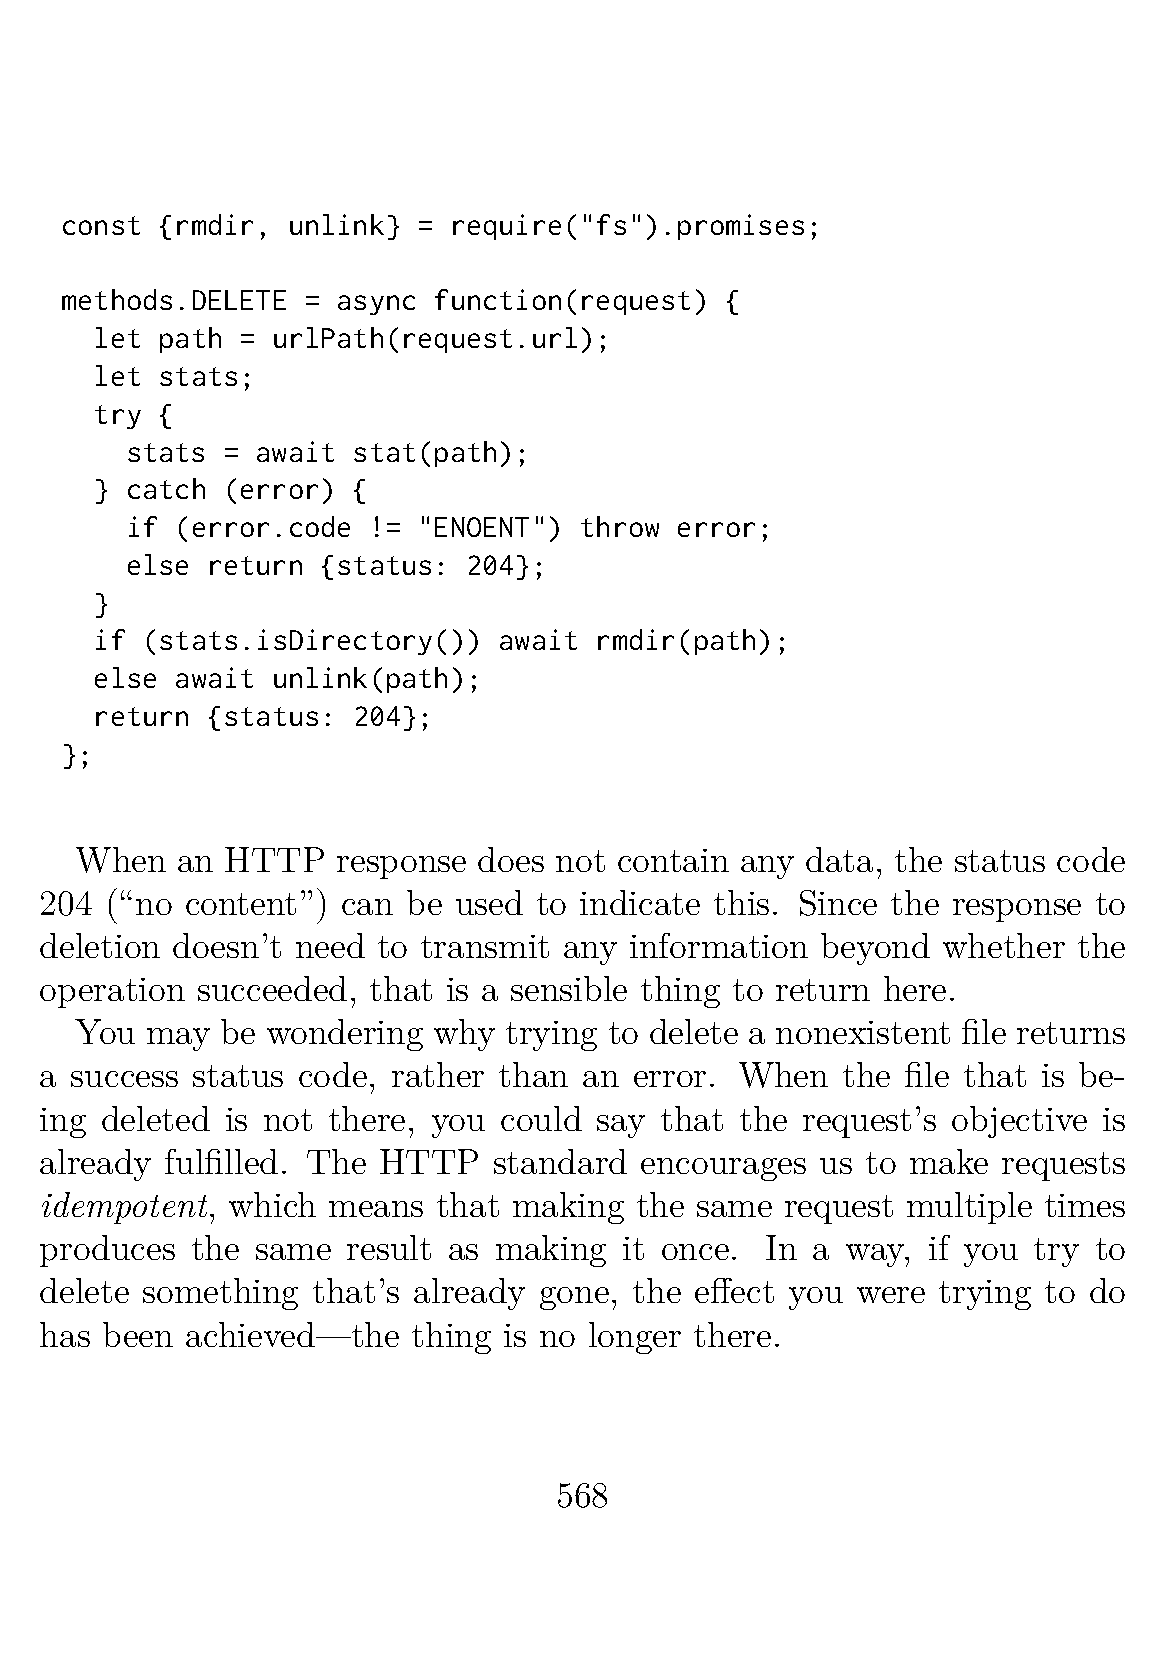 const {rmdir, unlink} = require("fs").promises;

methods.DELETE = async function(request) {
  let path = urlPath(request.url);
  let stats;
  try {
    stats = await stat(path);
  } catch (error) {
    if (error.code != "ENOENT") throw error;
    else return {status: 204};
  }
  if (stats.isDirectory()) await rmdir(path);
  else await unlink(path);
  return {status: 204};
};

When an HTTP response does not contain any data, the status code
204 (“no content”) can be used to indicate this. Since the response to
deletion doesn’t need to transmit any information beyond whether the
operation succeeded, that is a sensible thing to return here.
You may be wondering why trying to delete a nonexistent file returns
a success status code, rather than an error. When the file that is be-
ing deleted is not there, you could say that the request’s objective is
already fulfilled. The HTTP standard encourages us to make requests
idempotent, which means that making the same request multiple times
produces the same result as making it once. In a way, if you try to
delete something that’s already gone, the effect you were trying to do
has been achieved—the thing is no longer there.

568